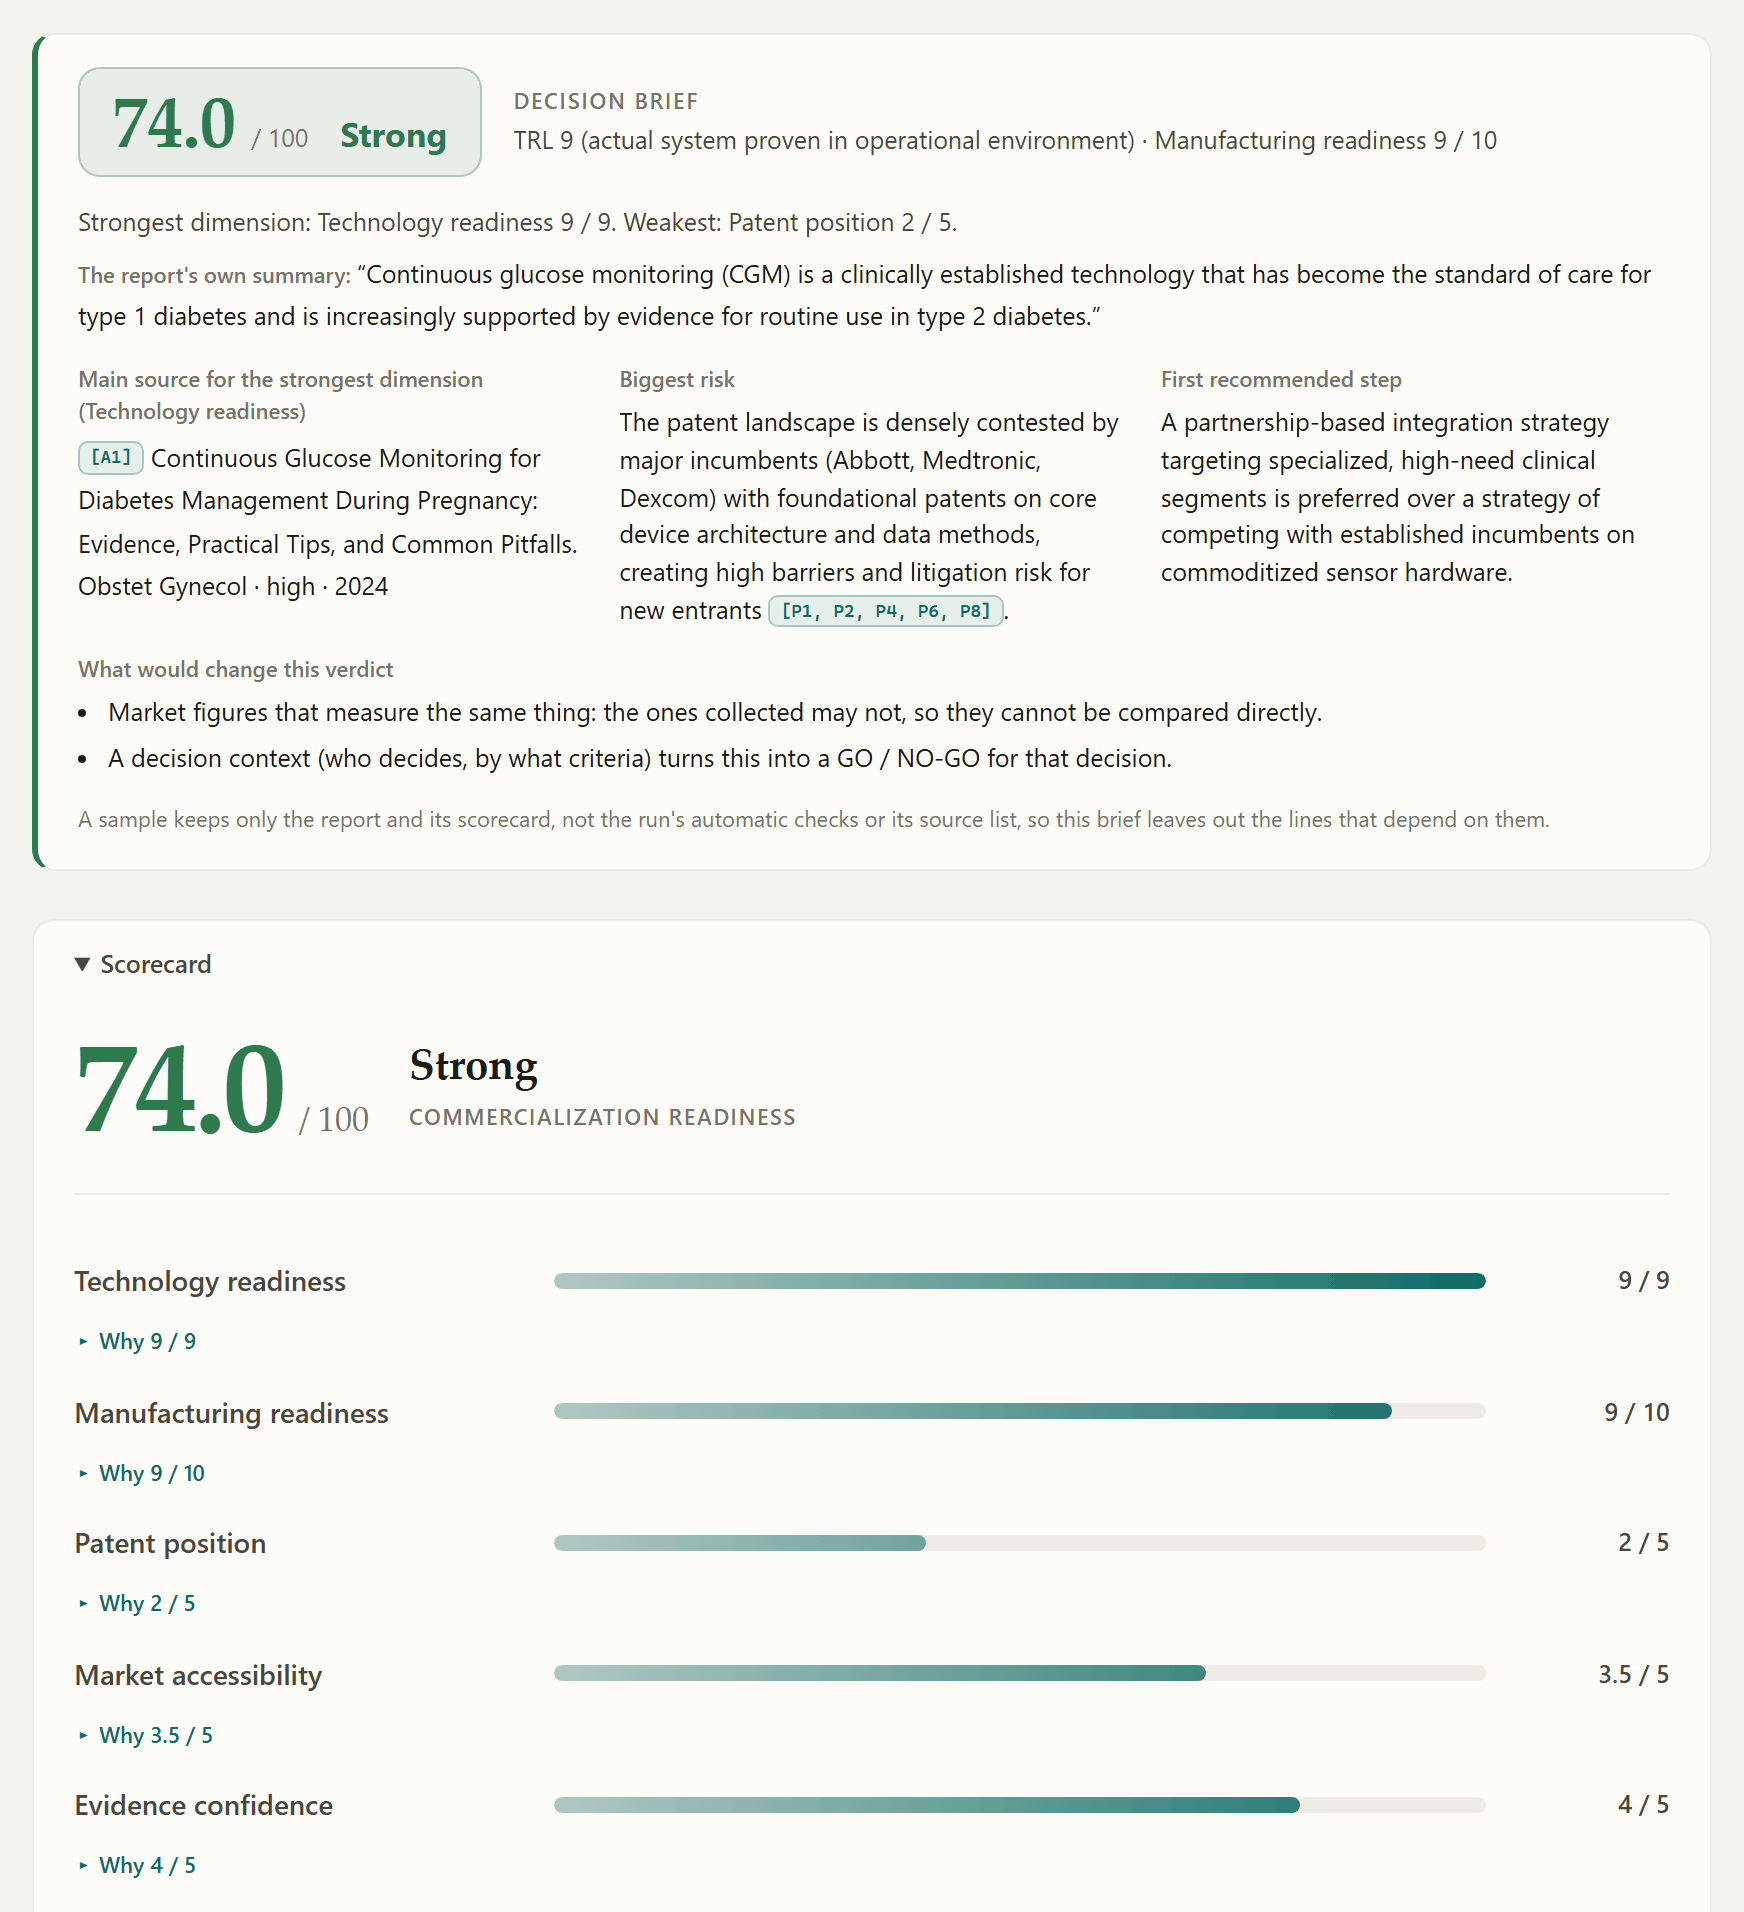 74.0 / 100 Strong
DECISION BRIEF
TRL 9 (actual system proven in operational environment) · Manufacturing readiness 9 / 10
Strongest dimension: Technology readiness 9 / 9. Weakest: Patent position 2 / 5.
The report's own summary: “Continuous glucose monitoring (CGM) is a clinically established technology that has become the standard of care for
type 1 diabetes and is increasingly supported by evidence for routine use in type 2 diabetes.”
Main source for the strongest dimension
(Technology readiness)
[A1] Continuous Glucose Monitoring for
Diabetes Management During Pregnancy:
Evidence, Practical Tips, and Common Pitfalls.
Obstet Gynecol · high · 2024
Biggest risk
The patent landscape is densely contested by
major incumbents (Abbott, Medtronic,
Dexcom) with foundational patents on core
device architecture and data methods,
creating high barriers and litigation risk for
new entrants [P1, P2, P4, P6, P8].
First recommended step
A partnership-based integration strategy
targeting specialized, high-need clinical
segments is preferred over a strategy of
competing with established incumbents on
commoditized sensor hardware.
What would change this verdict
• Market figures that measure the same thing: the ones collected may not, so they cannot be compared directly.
• A decision context (who decides, by what criteria) turns this into a GO / NO-GO for that decision.
A sample keeps only the report and its scorecard, not the run's automatic checks or its source list, so this brief leaves out the lines that depend on them.
▼ Scorecard
74.0 / 100
Strong
COMMERCIALIZATION READINESS
Technology readiness 9 / 9
▸ Why 9 / 9
Manufacturing readiness 9 / 10
▸ Why 9 / 10
Patent position 2 / 5
▸ Why 2 / 5
Market accessibility 3.5 / 5
▸ Why 3.5 / 5
Evidence confidence 4 / 5
▸ Why 4 / 5